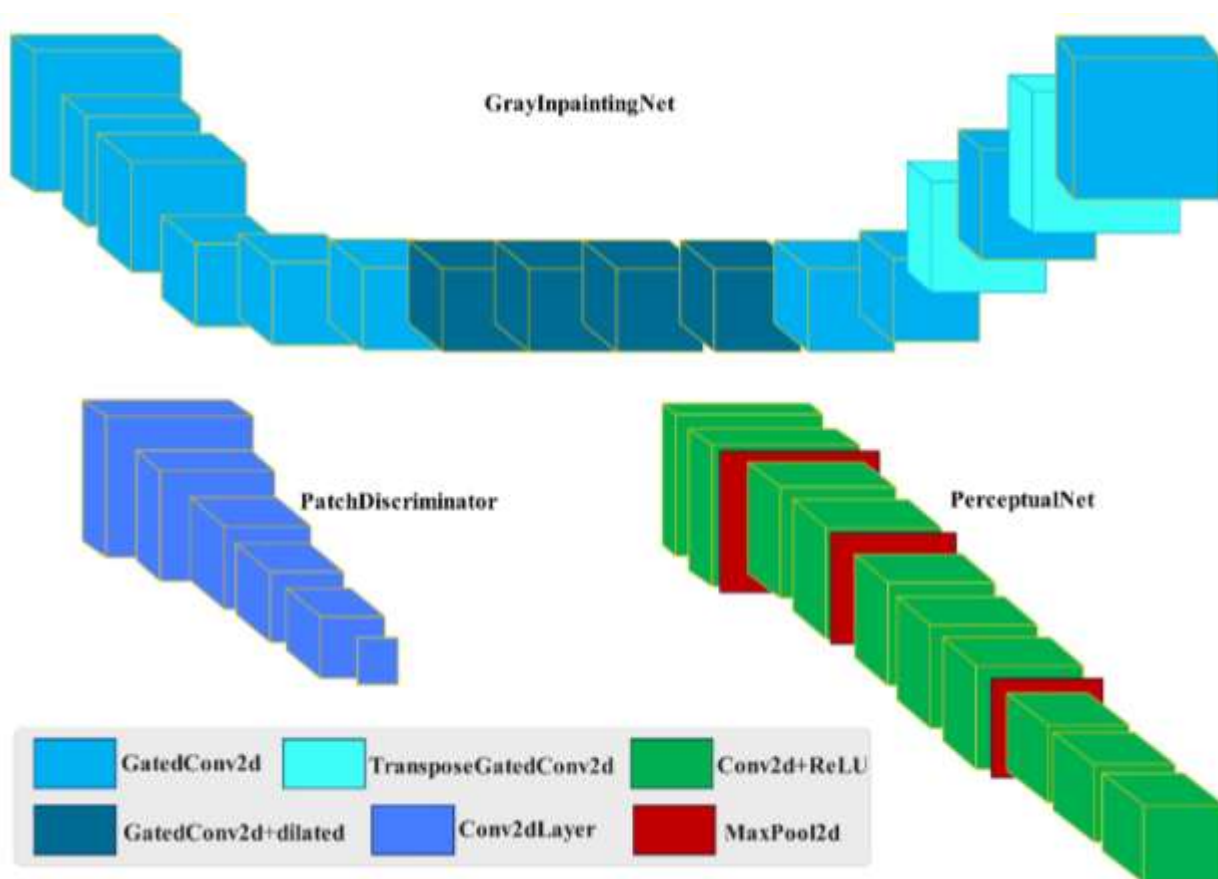 GrayInpaintingNet
PatchDiscriminator
PerceptualNet
GatedConv2d
TransposeGatedConv2d
Conv2d+ReLU
GatedConv2d+dilated
Conv2dLayer
MaxPool2d